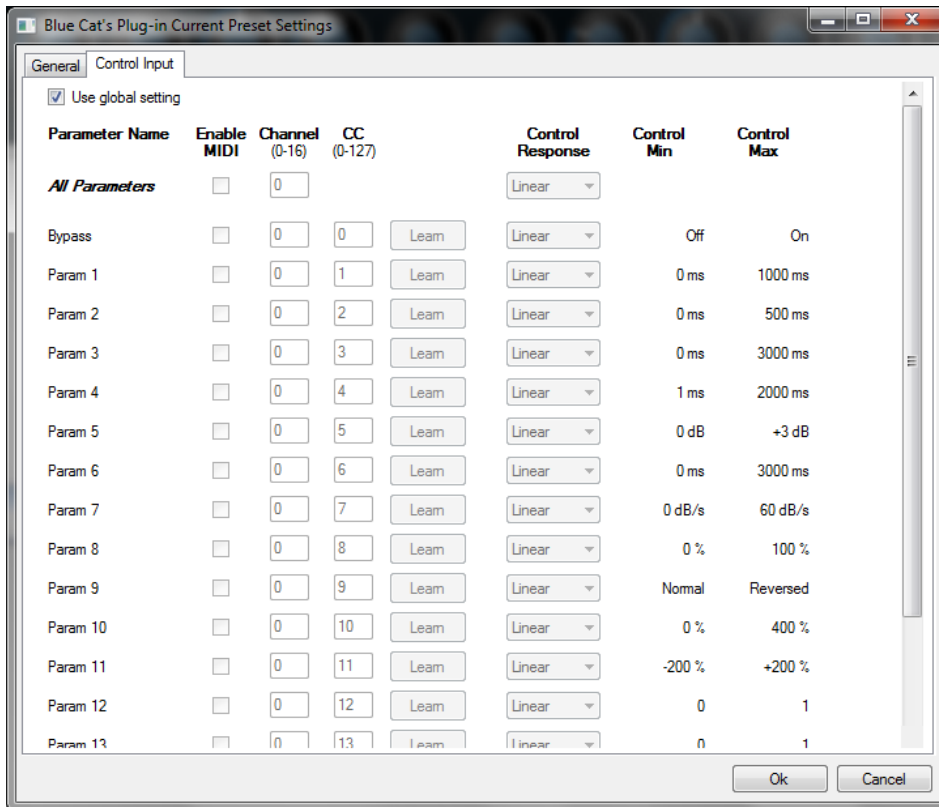 Blue Cat's Plug-in Current Preset Settings
General Control Input
Use global setting
Parameter Name Enable MIDI Channel (0-16) CC (0-127) Control Response Control Min Control Max
All Parameters 0 Linear
Bypass 0 0 Learn Linear Off On
Param 1 0 1 Learn Linear 0 ms 1000 ms
Param 2 0 2 Learn Linear 0 ms 500 ms
Param 3 0 3 Learn Linear 0 ms 3000 ms
Param 4 0 4 Learn Linear 1 ms 2000 ms
Param 5 0 5 Learn Linear 0 dB +3 dB
Param 6 0 6 Learn Linear 0 ms 3000 ms
Param 7 0 7 Learn Linear 0 dB/s 60 dB/s
Param 8 0 8 Learn Linear 0 % 100 %
Param 9 0 9 Learn Linear Normal Reversed
Param 10 0 10 Learn Linear 0 % 400 %
Param 11 0 11 Learn Linear -200 % +200 %
Param 12 0 12 Learn Linear 0 1
Param 13 0 13 Learn Linear 0 1
Ok Cancel